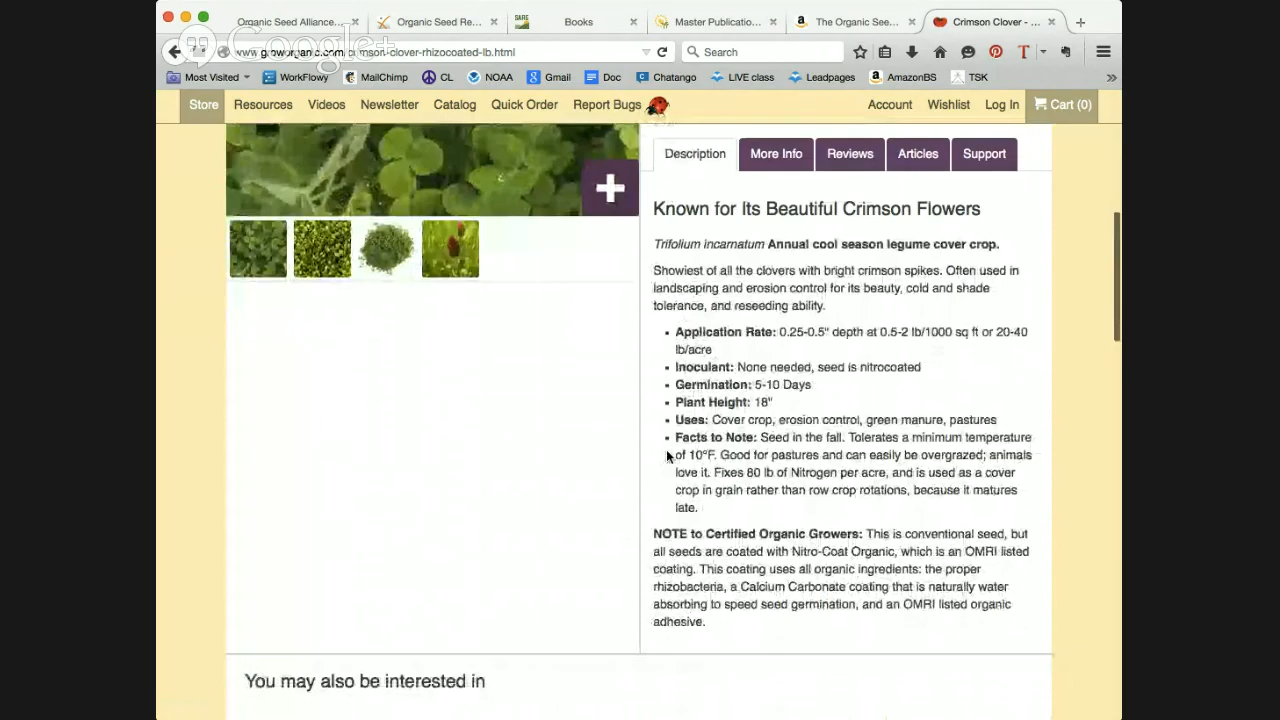 Organic Seed Alliance...
Organic Seed Re...
SARE
Books
Master Publicatio...
The Organic See...
Crimson Clover - ...
Google+
www.groworganic.com/crimson-clover-rhizocoated-lb.html
Search
Most Visited
WorkFlowy
MailChimp
CL
NOAA
Gmail
Doc
Chatango
LIVE class
Leadpages
AmazonBS
TSK
Store
Resources
Videos
Newsletter
Catalog
Quick Order
Report Bugs
Account
Wishlist
Log In
Cart (0)
Description
More Info
Reviews
Articles
Support
Known for Its Beautiful Crimson Flowers
Trifolium incarnatum Annual cool season legume cover crop.
Showiest of all the clovers with bright crimson spikes. Often used in
landscaping and erosion control for its beauty, cold and shade
tolerance, and reseeding ability.
Application Rate: 0.25-0.5" depth at 0.5-2 lb/1000 sq ft or 20-40
lb/acre
Inoculant: None needed, seed is nitrocoated
Germination: 5-10 Days
Plant Height: 18"
Uses: Cover crop, erosion control, green manure, pastures
Facts to Note: Seed in the fall. Tolerates a minimum temperature
of 10°F. Good for pastures and can easily be overgrazed; animals
love it. Fixes 80 lb of Nitrogen per acre, and is used as a cover
crop in grain rather than row crop rotations, because it matures
late.
NOTE to Certified Organic Growers: This is conventional seed, but
all seeds are coated with Nitro-Coat Organic, which is an OMRI listed
coating. This coating uses all organic ingredients: the proper
rhizobacteria, a Calcium Carbonate coating that is naturally water
absorbing to speed seed germination, and an OMRI listed organic
adhesive.
You may also be interested in